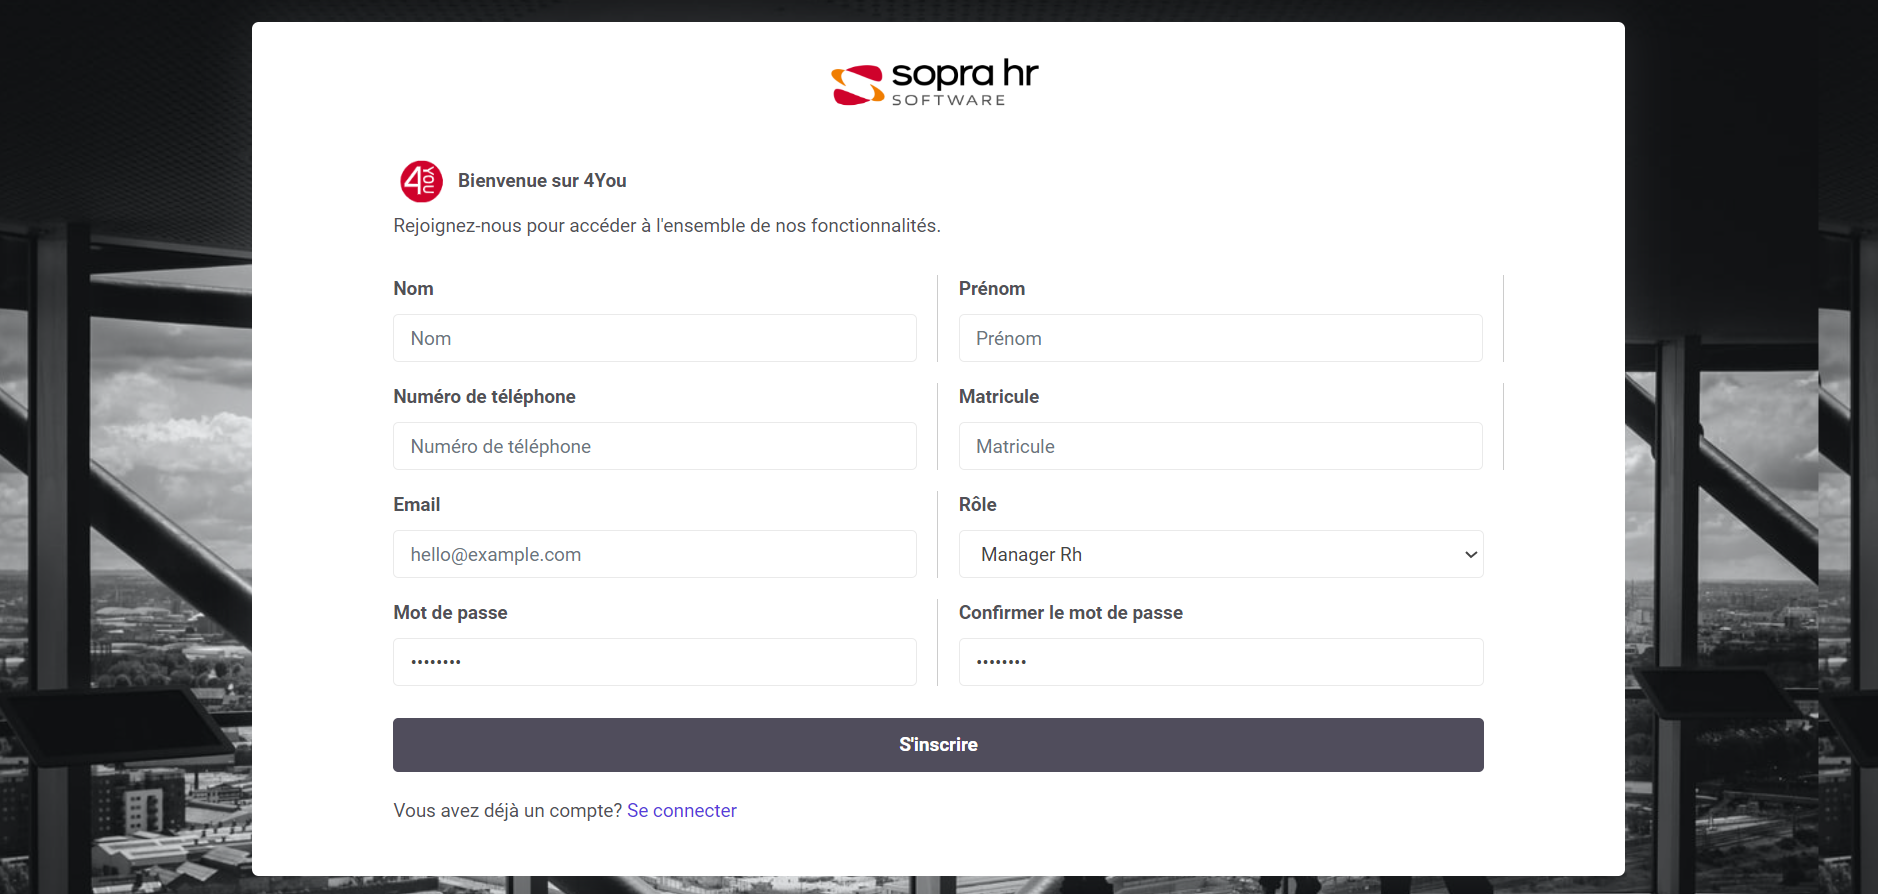 sopra hr
SOFTWARE
4YOU Bienvenue sur 4You
Rejoignez-nous pour accéder à l'ensemble de nos fonctionnalités.
Nom Prénom
Nom Prénom
Numéro de téléphone Matricule
Numéro de téléphone Matricule
Email Rôle
hello@example.com Manager Rh
Mot de passe Confirmer le mot de passe
•••••••• ••••••••
S'inscrire
Vous avez déjà un compte? Se connecter